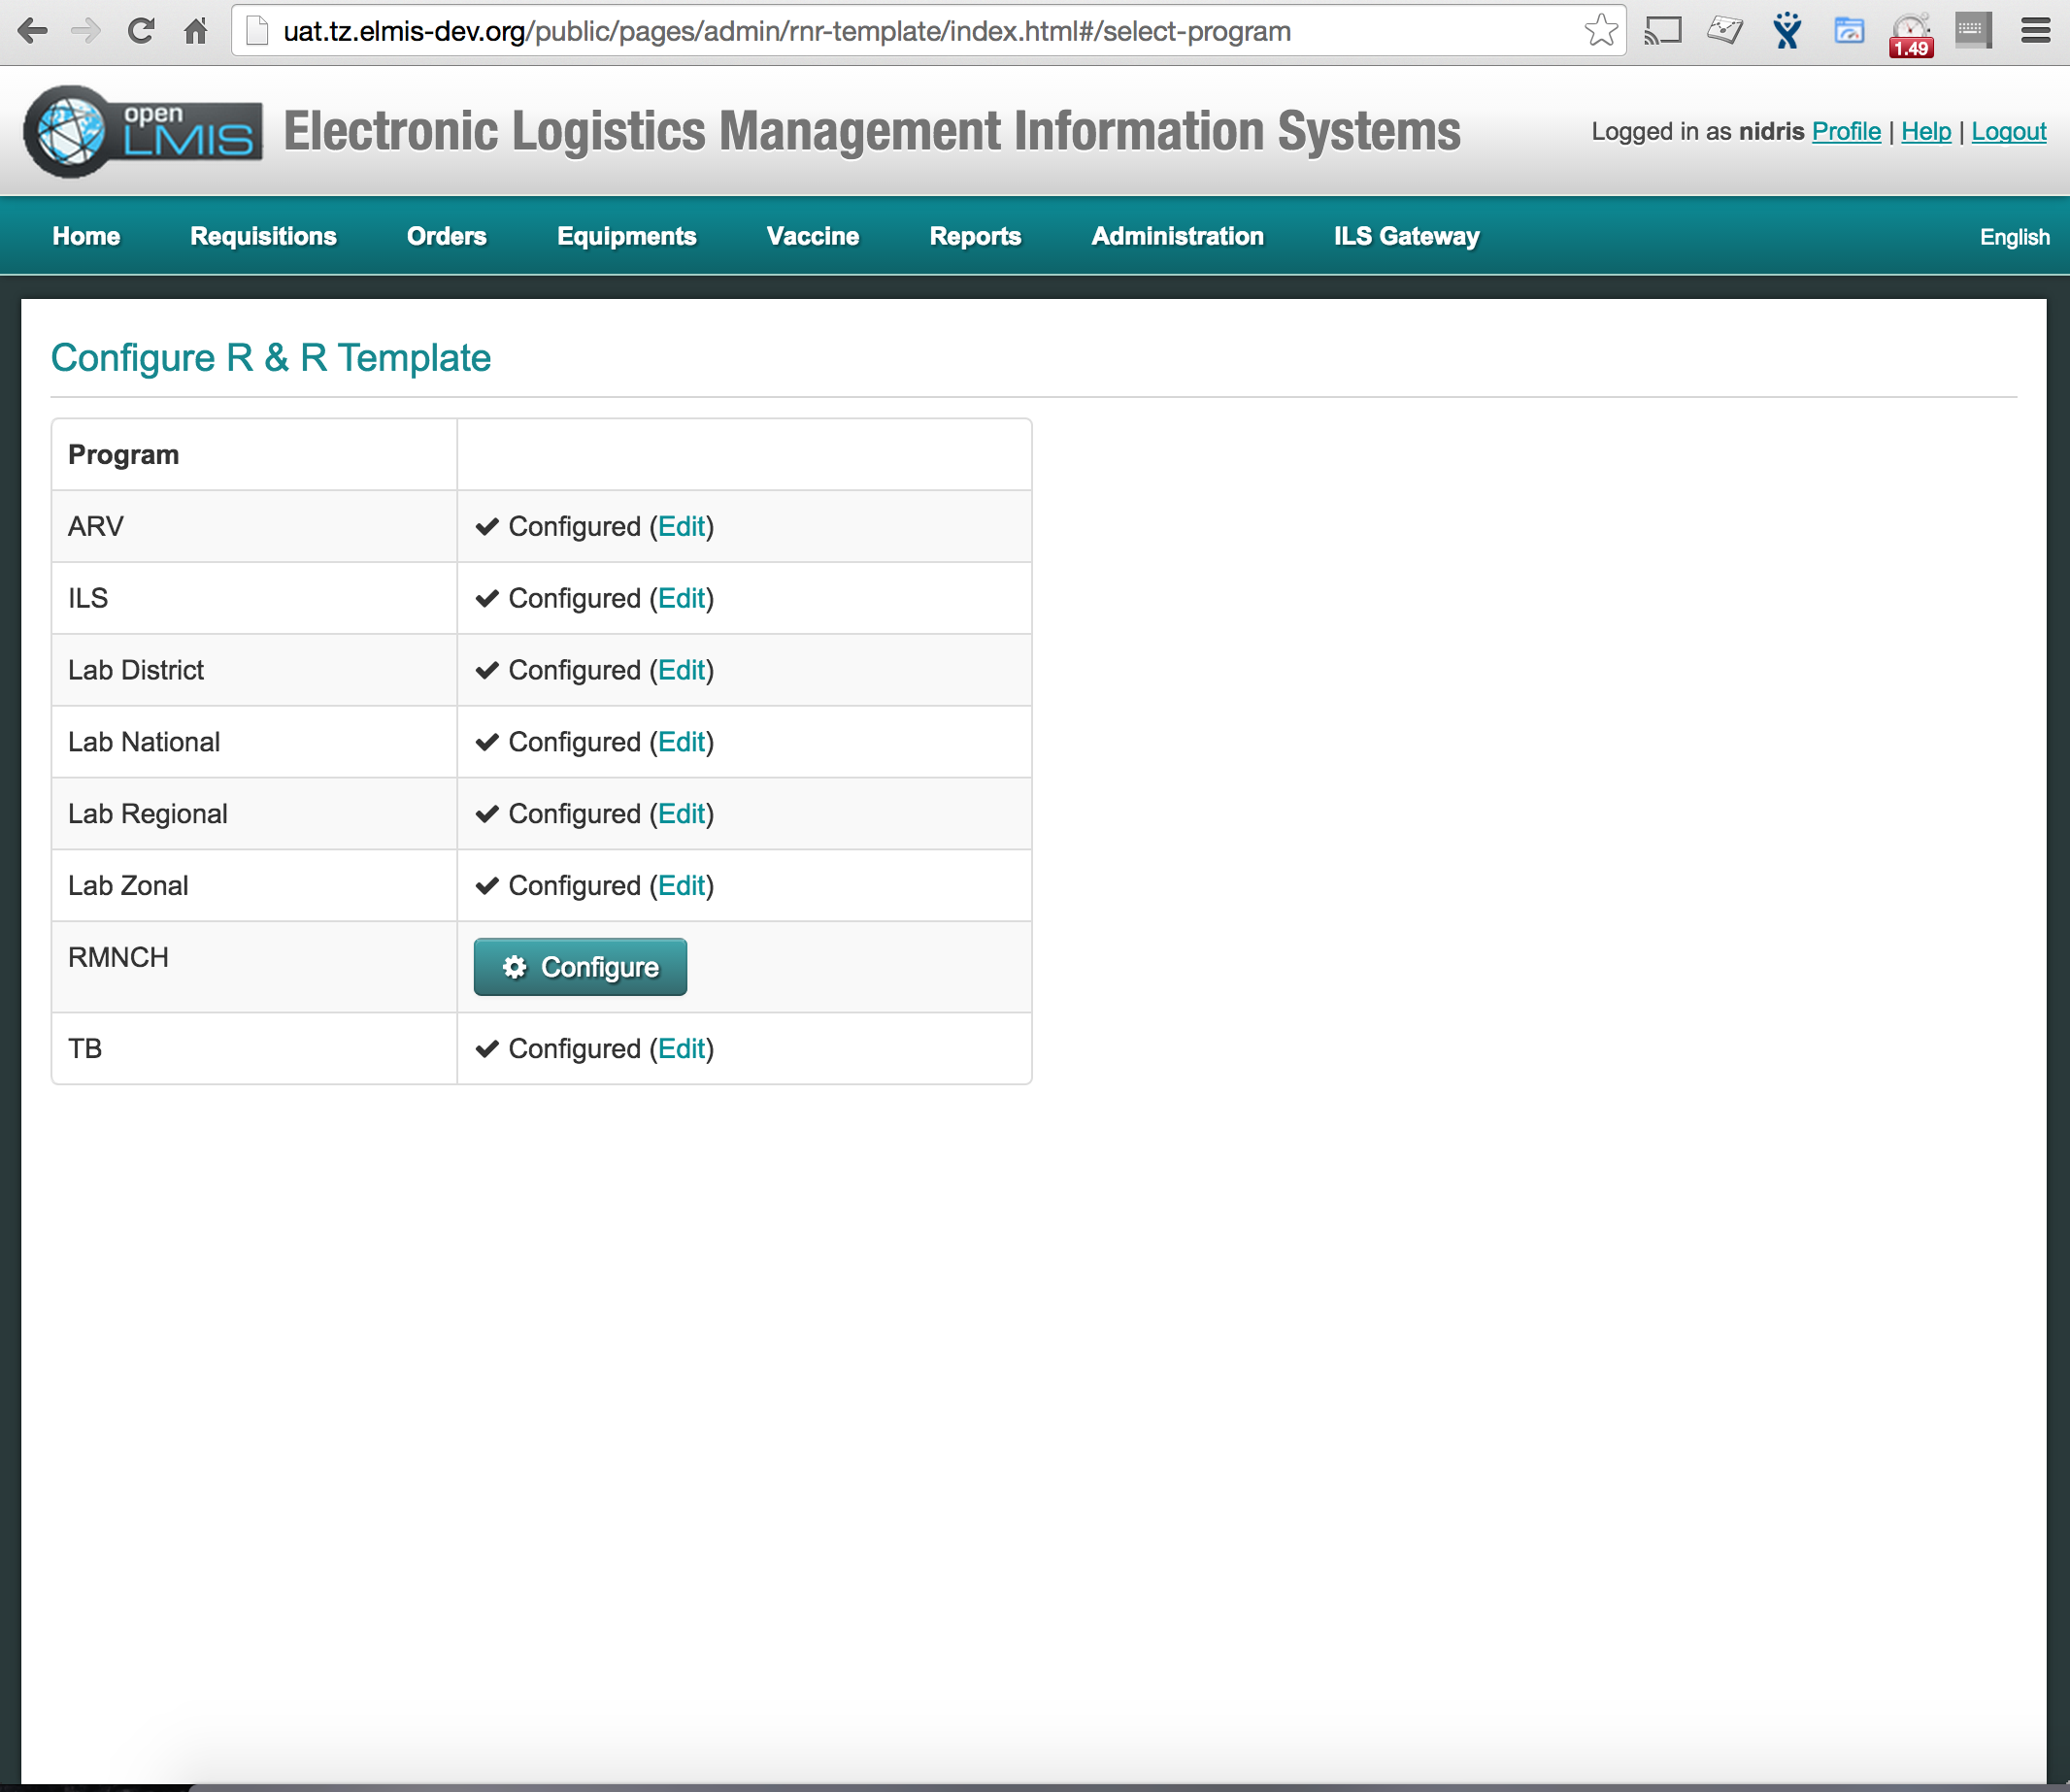 uat.tz.elmis-dev.org/public/pages/admin/rnr-template/index.html#/select-program
1.49
open
LMIS
Electronic Logistics Management Information Systems
Logged in as nidris Profile | Help | Logout
Home Requisitions Orders Equipments Vaccine Reports Administration ILS Gateway English
Configure R & R Template
Program
ARV ✔ Configured (Edit)
ILS ✔ Configured (Edit)
Lab District ✔ Configured (Edit)
Lab National ✔ Configured (Edit)
Lab Regional ✔ Configured (Edit)
Lab Zonal ✔ Configured (Edit)
RMNCH Configure
TB ✔ Configured (Edit)